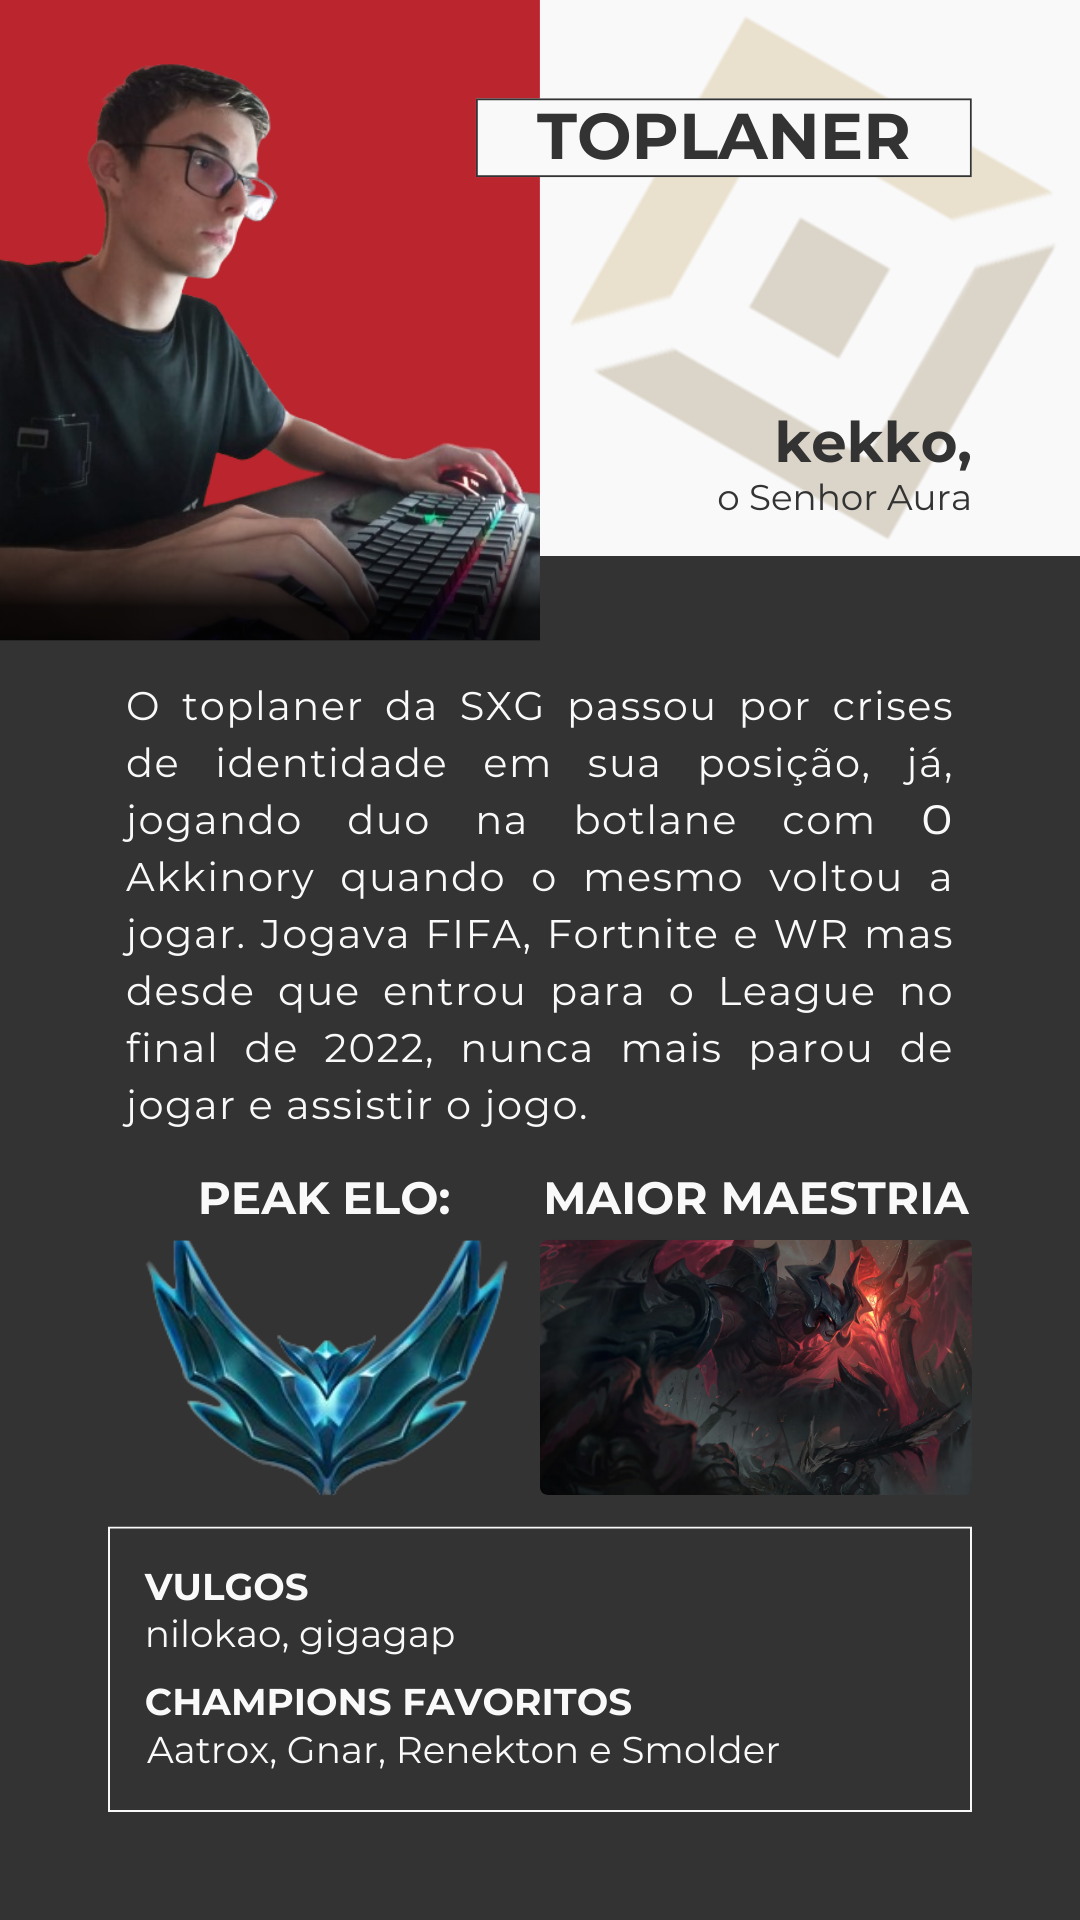 TOPLANER
kekko,
o Senhor Aura
O toplaner da SXG passou por crises
de identidade em sua posição, já,
jogando duo na botlane com O
Akkinory quando o mesmo voltou a
jogar. Jogava FIFA, Fortnite e WR mas
desde que entrou para o League no
final de 2022, nunca mais parou de
jogar e assistir o jogo.
PEAK ELO:
MAIOR MAESTRIA
VULGOS
nilokao, gigagap
CHAMPIONS FAVORITOS
Aatrox, Gnar, Renekton e Smolder